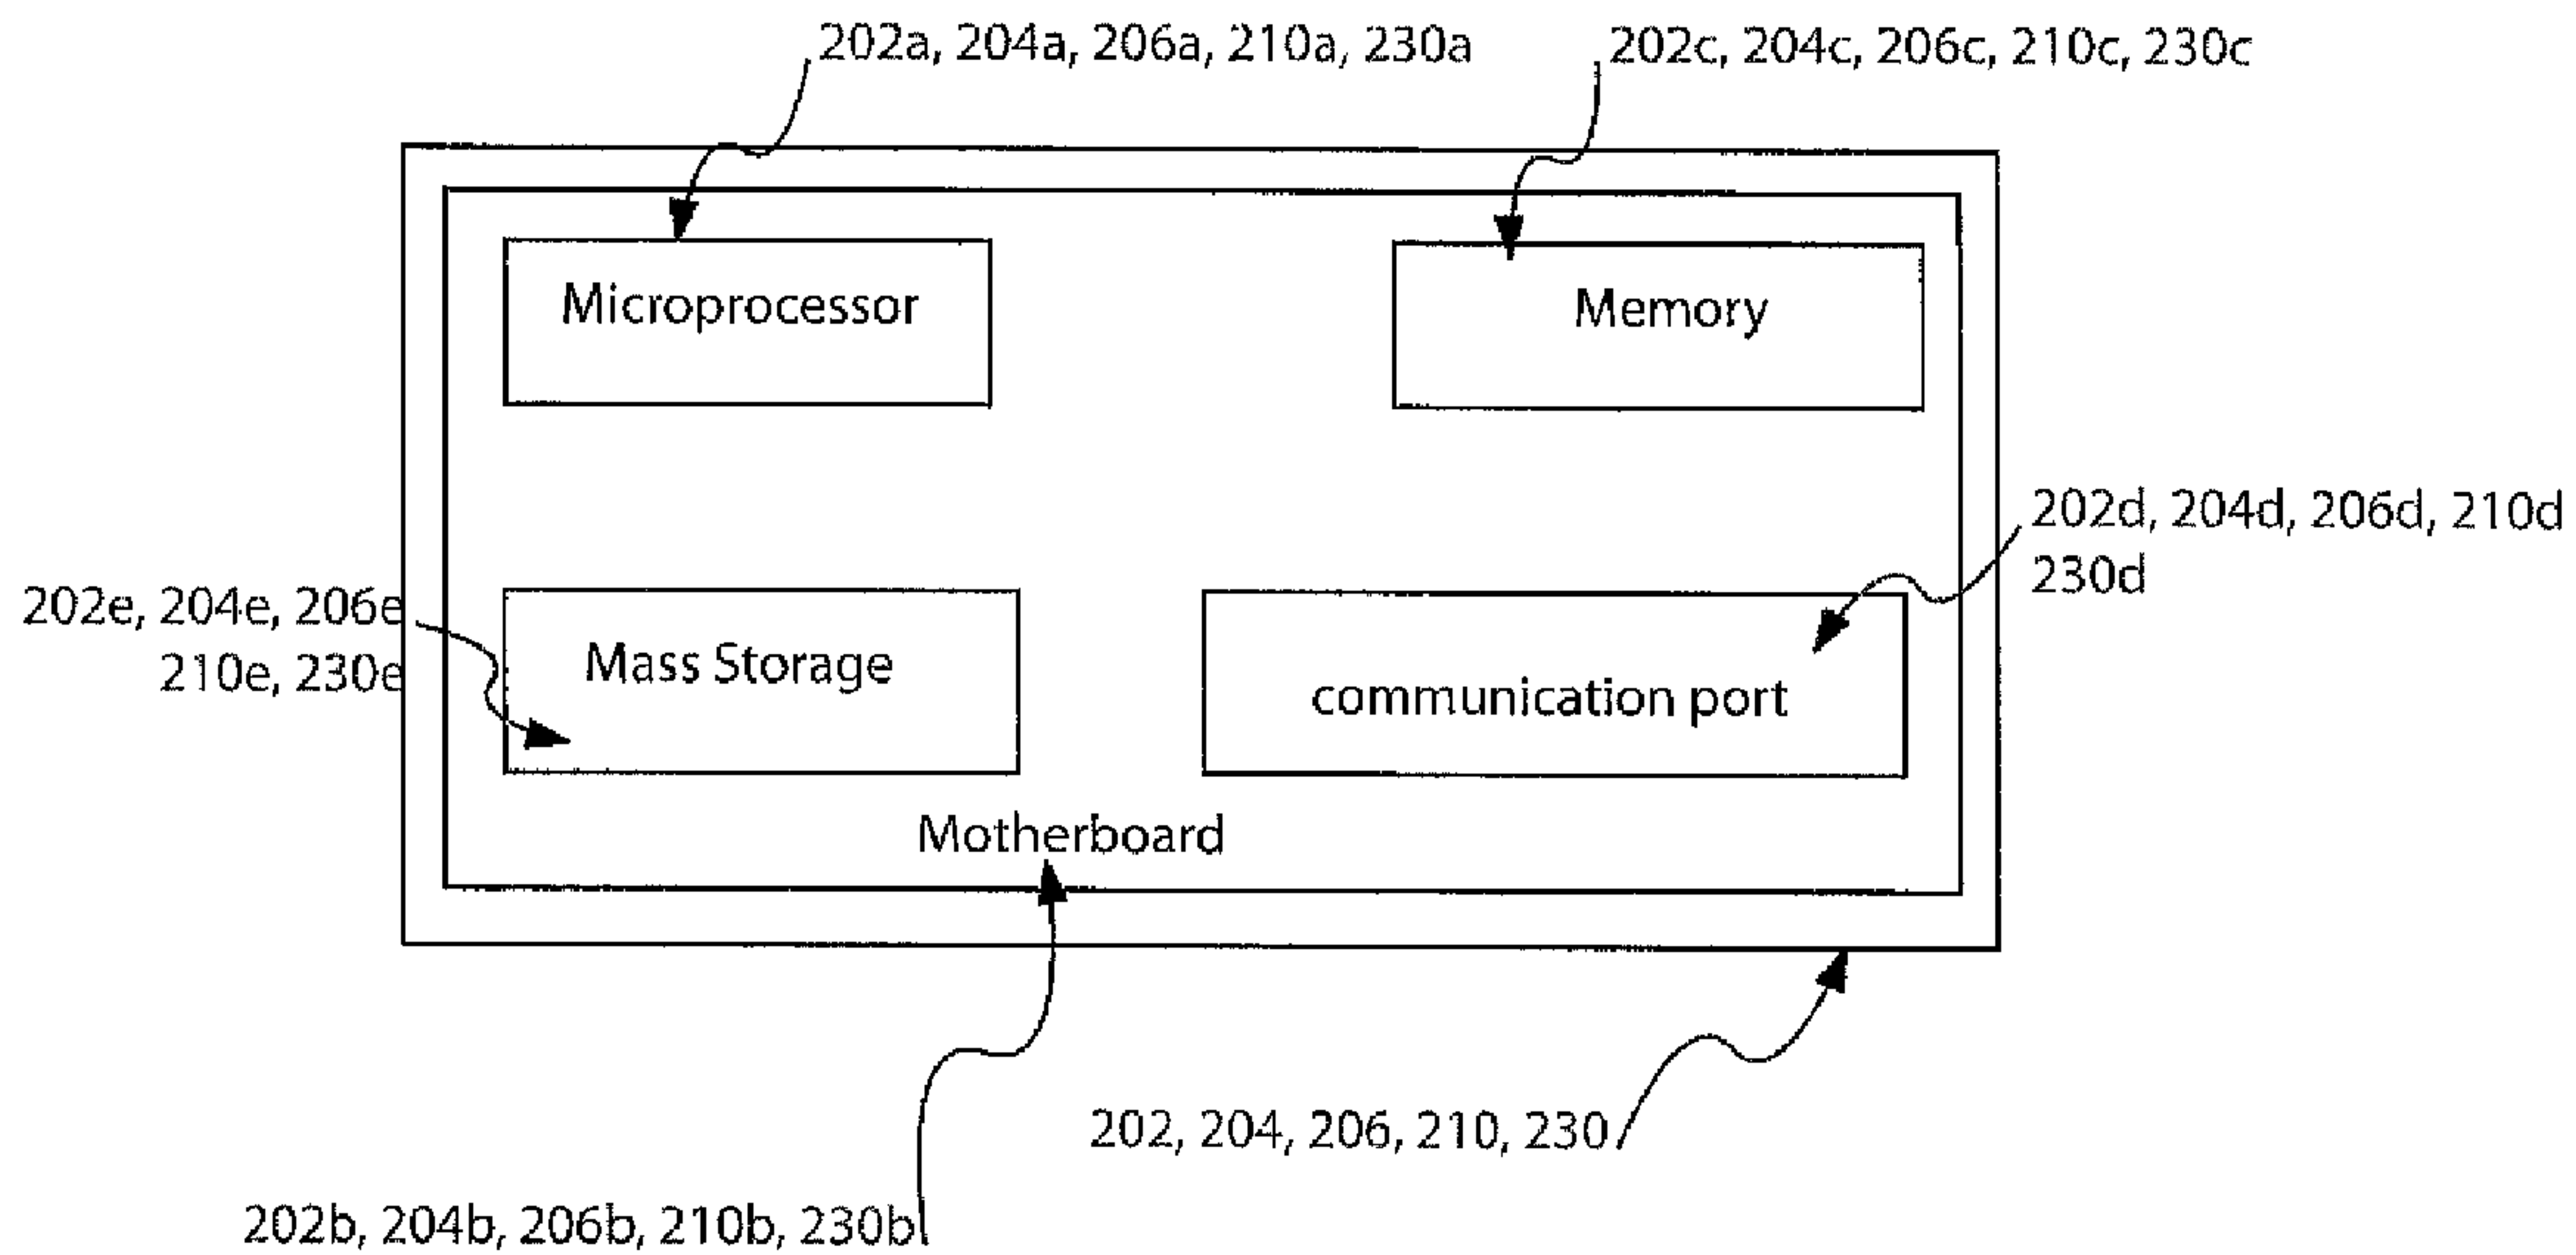 202a, 204a, 206a, 210a, 230a
202c, 204c, 206c, 210c, 230c
Microprocessor
Memory
202d, 204d, 206d, 210d
230d
202e, 204e, 206e
210e, 230e
Mass Storage
communication port
Motherboard
202, 204, 206, 210, 230
202b, 204b, 206b, 210b, 230b